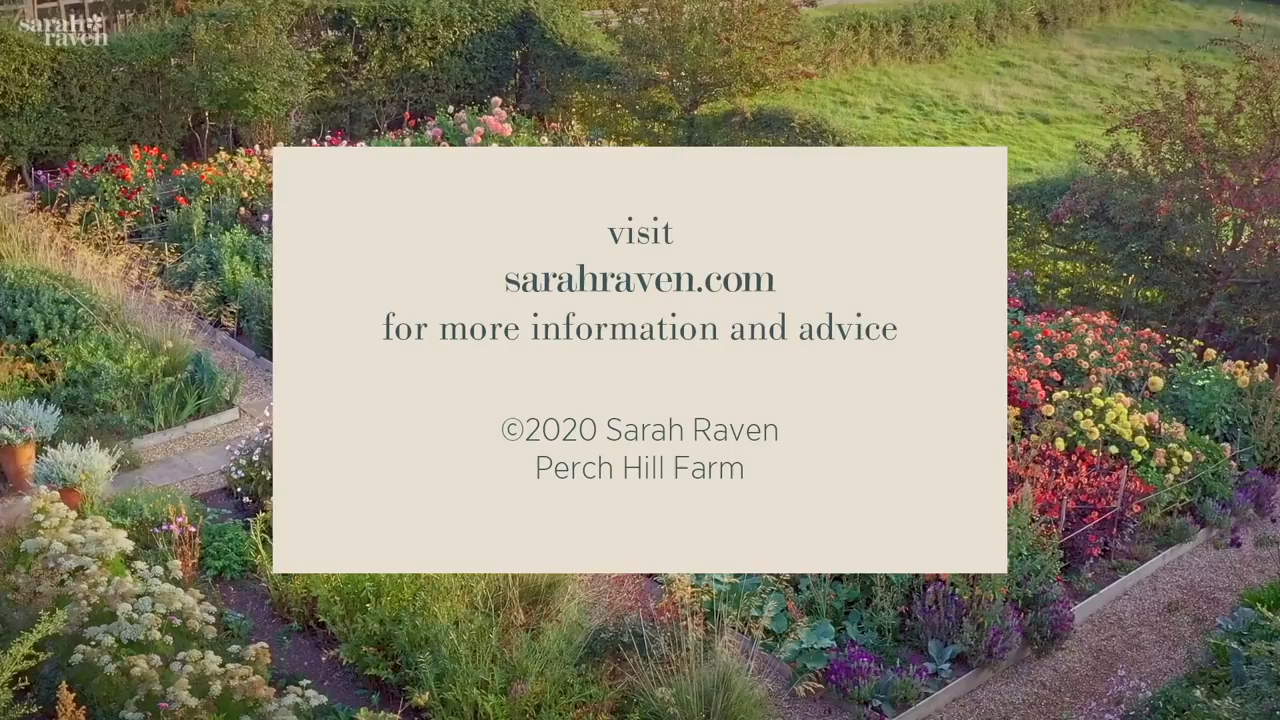 sarah
raven
visit
sarahraven.com
for more information and advice
©2020 Sarah Raven
Perch Hill Farm